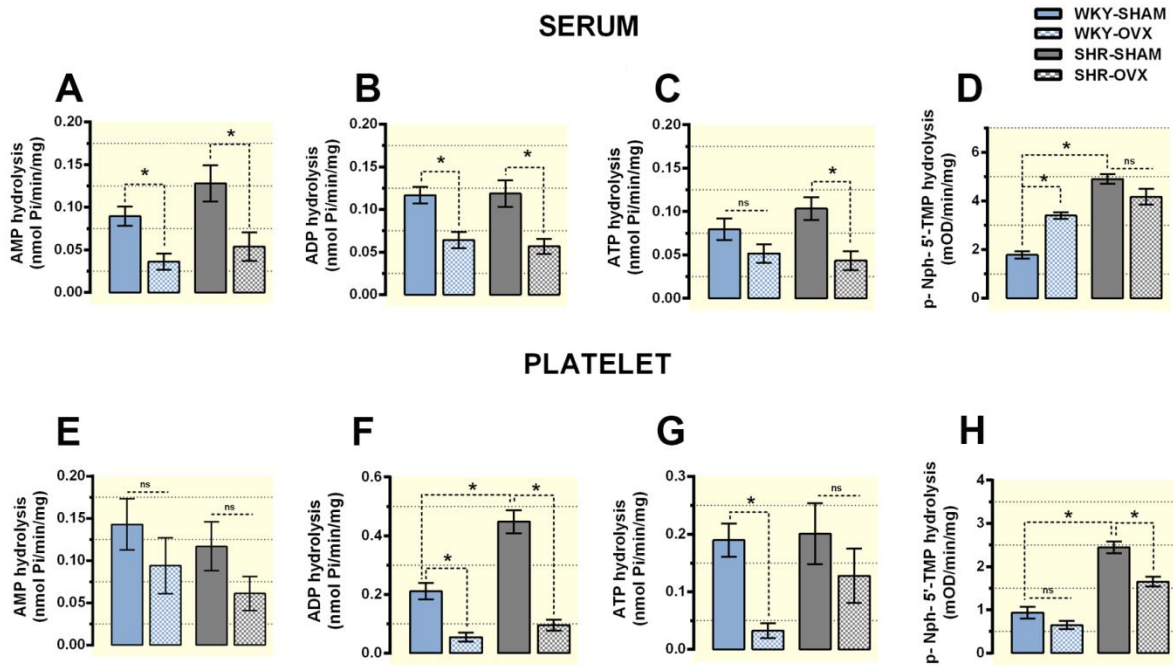 SERUM
WKY-SHAM
WKY-OVX
SHR-SHAM
SHR-OVX
A
AMP hydrolysis
(nmol Pi/min/mg)
0.20
0.15
0.10
0.05
0.00
*
*
B
ADP hydrolysis
(nmol Pi/min/mg)
0.20
0.15
0.10
0.05
0.00
*
*
C
ATP hydrolysis
(nmol Pi/min/mg)
0.20
0.15
0.10
0.05
0.00
ns
*
D
p- Nph- 5'-TMP hydrolysis
(mOD/min/mg)
6
4
2
0
*
*
ns
PLATELET
E
AMP hydrolysis
(nmol Pi/min/mg)
0.20
0.15
0.10
0.05
0.00
ns
ns
F
ADP hydrolysis
(nmol Pi/min/mg)
0.6
0.4
0.2
0.0
*
*
*
G
ATP hydrolysis
(nmol Pi/min/mg)
0.3
0.2
0.1
0.0
*
ns
H
p- Nph- 5'-TMP hydrolysis
(mOD/min/mg)
4
3
2
1
0
ns
*
*